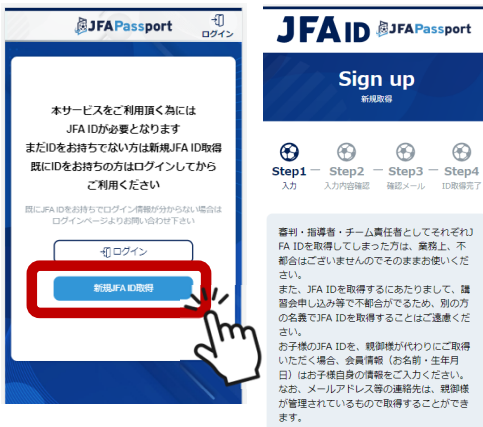 JFAPassport
ログイン
本サービスをご利用頂く為には
JFA IDが必要となります
まだIDをお持ちでない方は新規JFA ID取得
既にIDをお持ちの方はログインしてから
ご利用ください
既にJFA IDをお持ちでログイン情報が分からない場合は
ログインページよりお問い合わせ下さい
ログイン
新規JFA ID取得
JFA ID JFAPassport
Sign up
新規取得
Step1 Step2 Step3 Step4
入力 入力内容確認 確認メール ID取得完了
審判・指導者・チーム責任者としてそれぞれJ
FA IDを取得してしまった方は、業務上、不
都合はございませんのでそのままお使いくだ
さい。
また、JFA IDを取得するにあたりまして、講
習会申し込み等で不都合がでるため、別の方
の名義でJFA IDを取得することはご遠慮くだ
さい。
お子様のJFA IDを、親御様が代わりにご取得
いただく場合、会員情報（お名前・生年月
日）はお子様自身の情報をご入力ください。
なお、メールアドレス等の連絡先は、親御様
が管理されているもので取得することができ
ます。